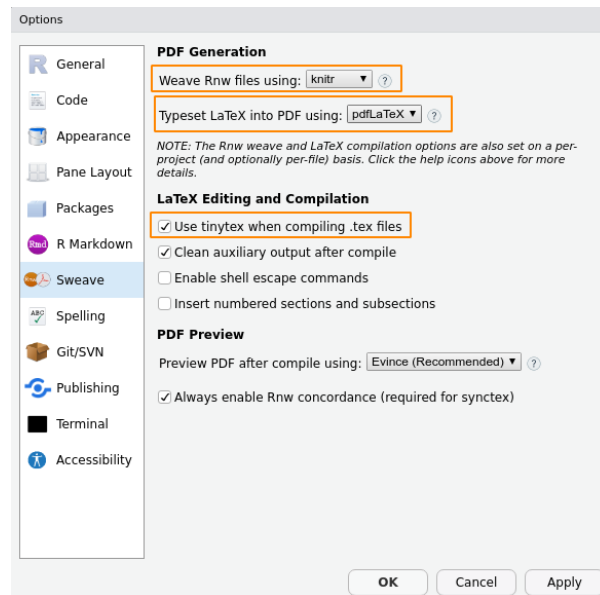 Options
General
Code
Appearance
Pane Layout
Packages
Rmd R Markdown
Sweave
ABC Spelling
Git/SVN
Publishing
Terminal
Accessibility
PDF Generation
Weave Rnw files using: knitr
Typeset LaTeX into PDF using: pdfLaTeX
NOTE: The Rnw weave and LaTeX compilation options are also set on a per-
project (and optionally per-file) basis. Click the help icons above for more
details.
LaTeX Editing and Compilation
Use tinytex when compiling .tex files
Clean auxiliary output after compile
Enable shell escape commands
Insert numbered sections and subsections
PDF Preview
Preview PDF after compile using: Evince (Recommended)
Always enable Rnw concordance (required for synctex)
OK Cancel Apply